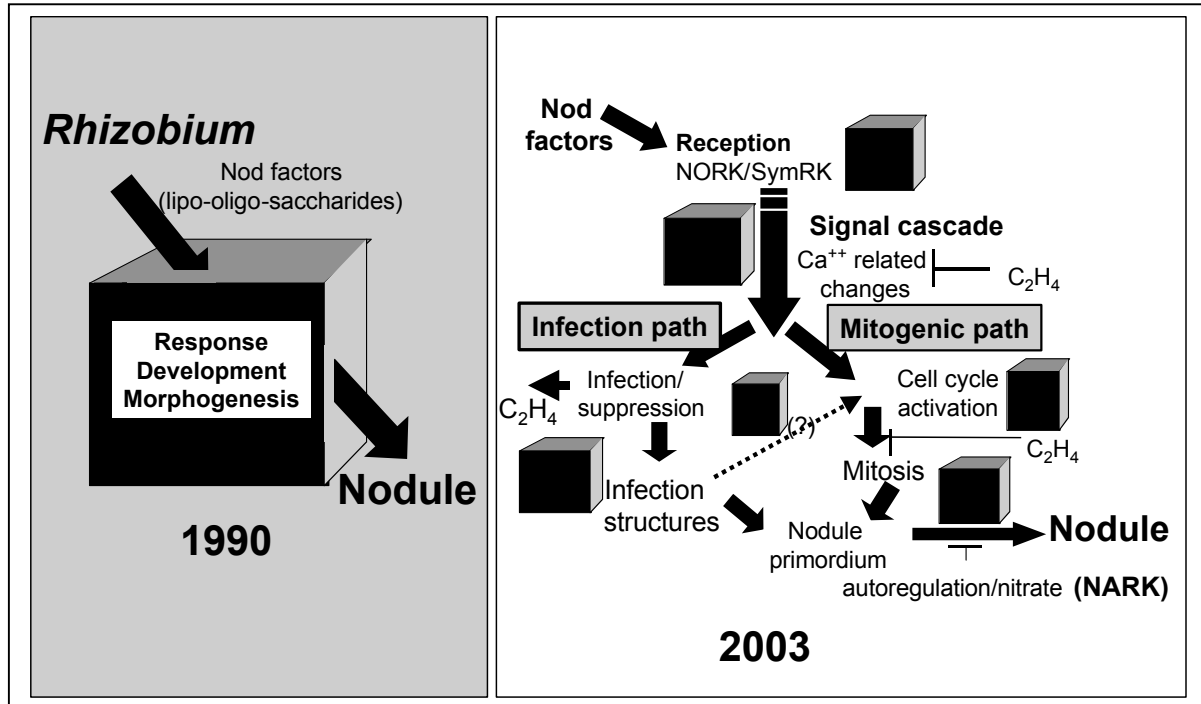 Rhizobium
Nod factors
(lipo-oligo-saccharides)
Response
Development
Morphogenesis
Nodule
1990
Nod
factors
Reception
NORK/SymRK
Signal cascade
Ca⁺⁺ related
changes
C₂H₄
Infection path
Mitogenic path
Infection/
suppression
C₂H₄
(?)
Cell cycle
activation
C₂H₄
Mitosis
Infection
structures
Nodule
primordium
Nodule
autoregulation/nitrate (NARK)
2003